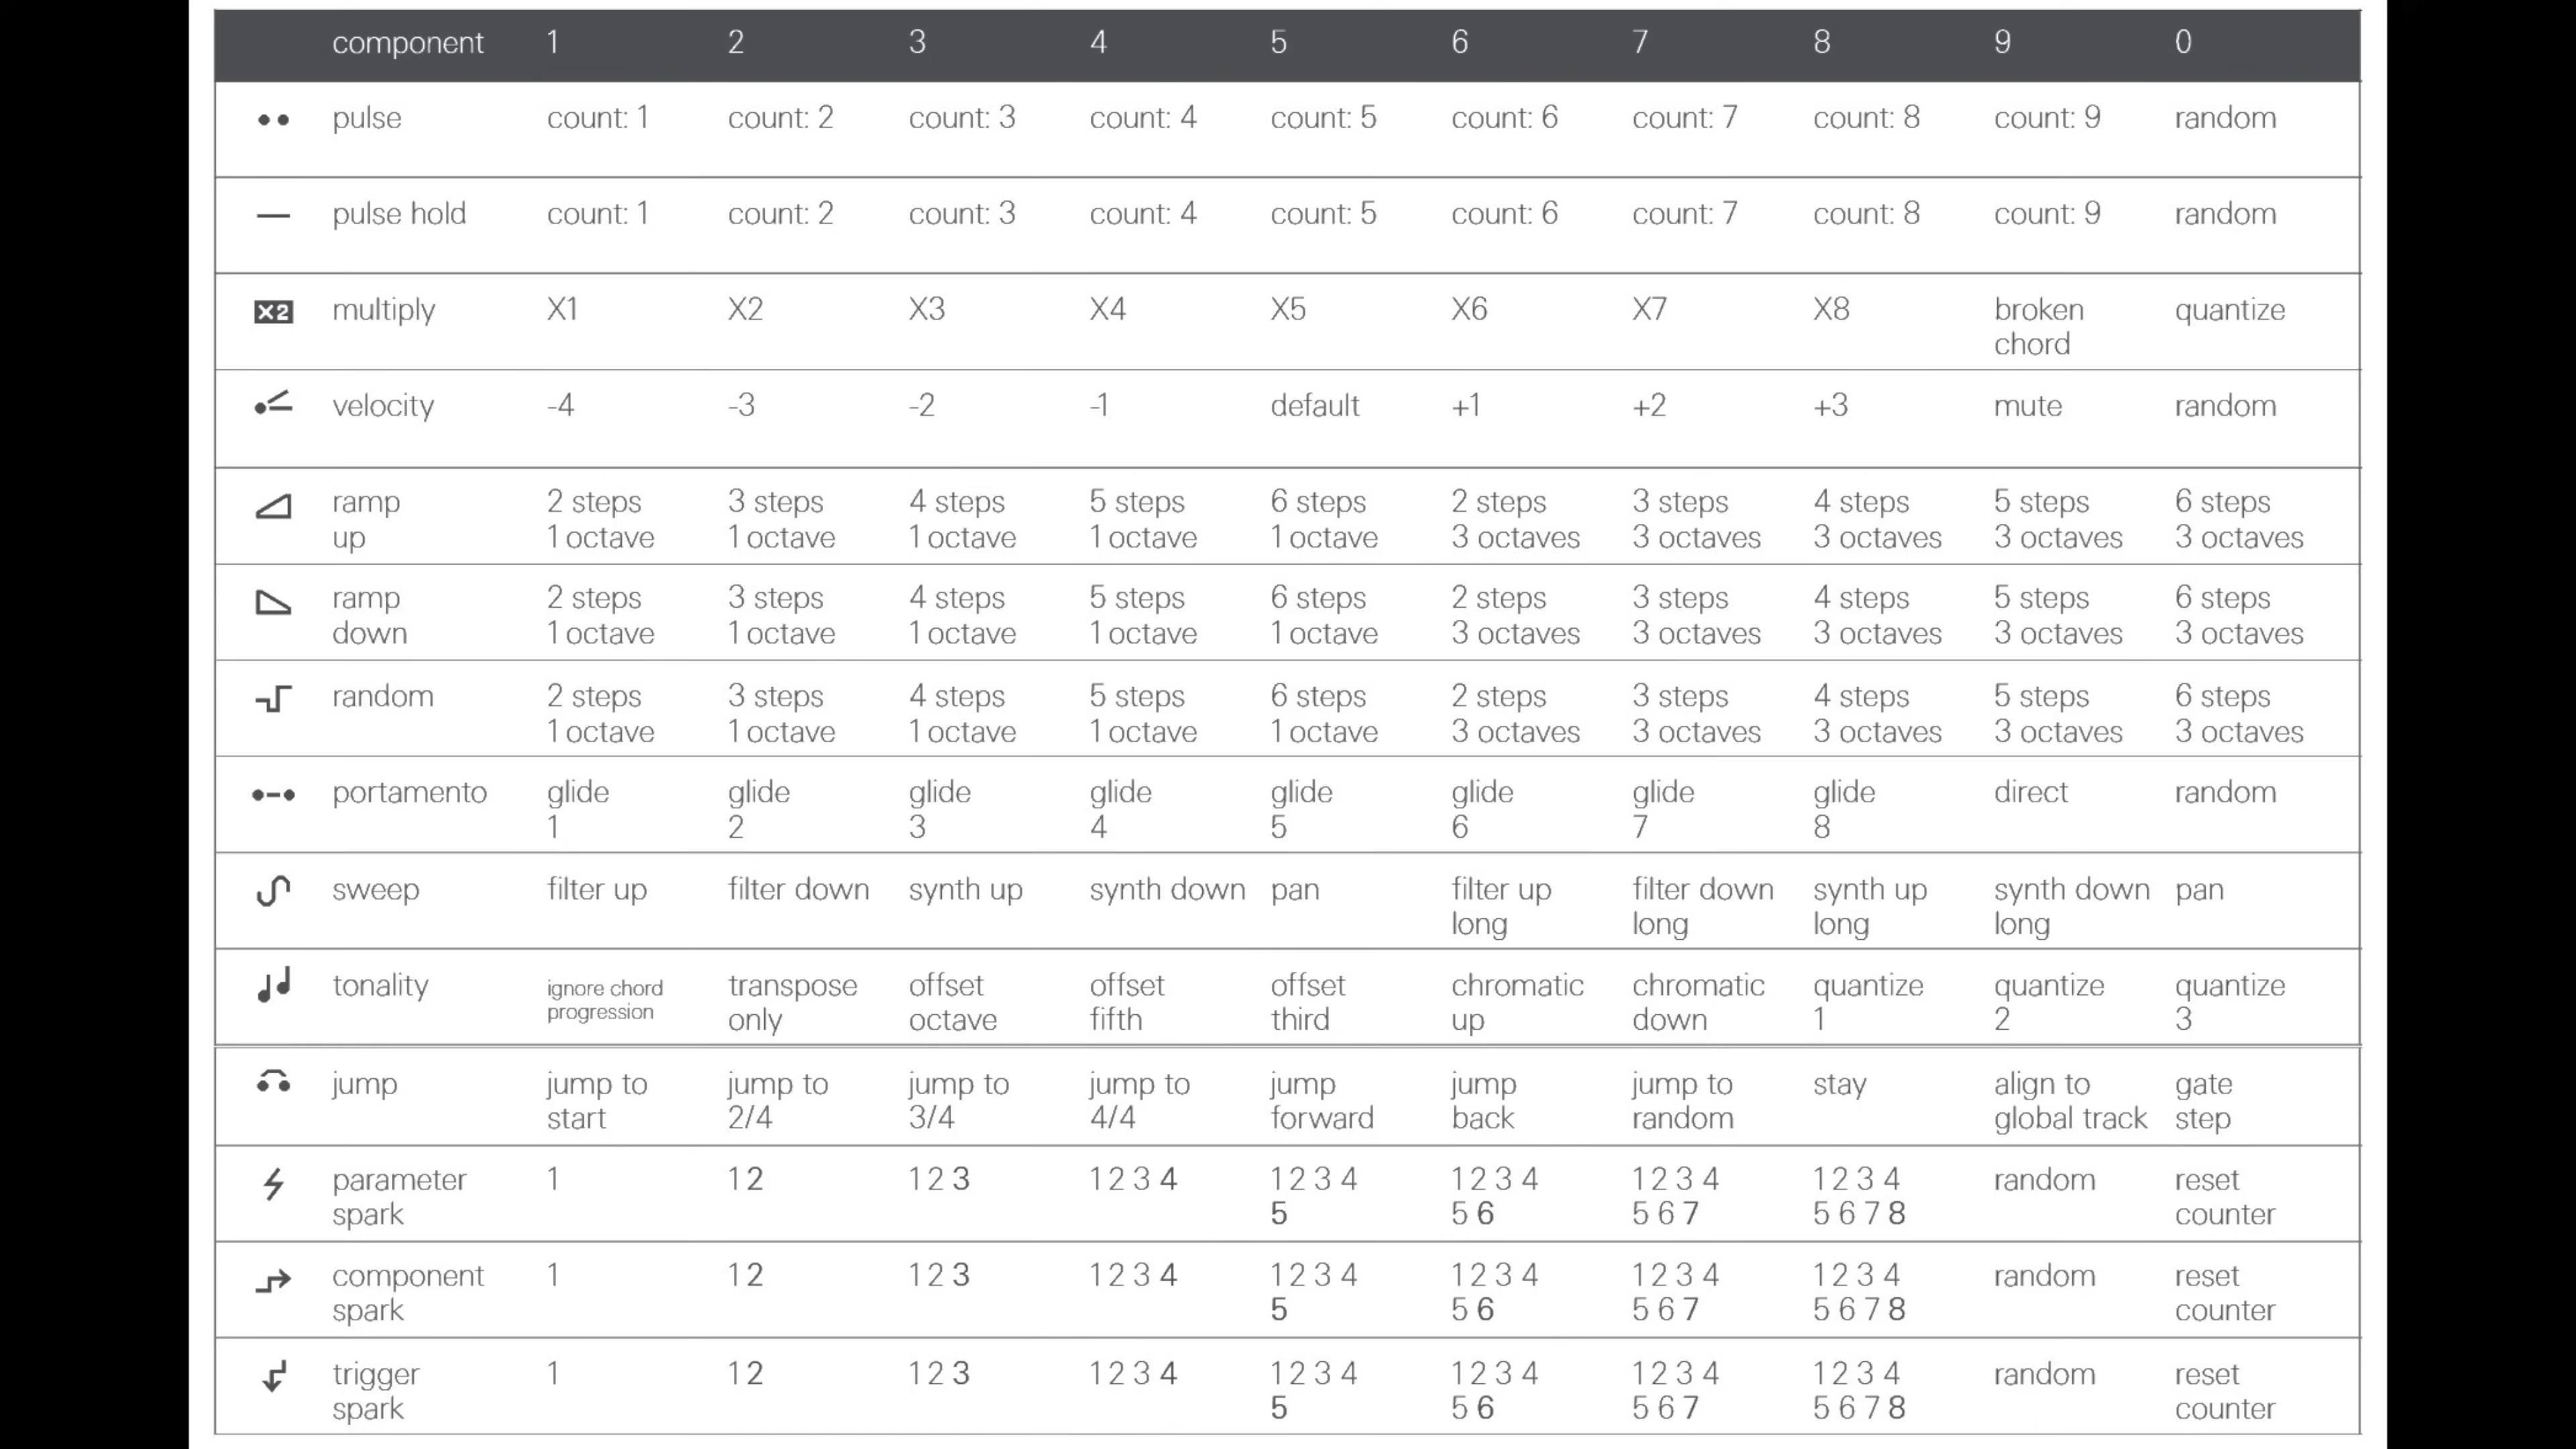 component 1 2 3 4 5 6 7 8 9 0
pulse count: 1 count: 2 count: 3 count: 4 count: 5 count: 6 count: 7 count: 8 count: 9 random
pulse hold count: 1 count: 2 count: 3 count: 4 count: 5 count: 6 count: 7 count: 8 count: 9 random
X2 multiply X1 X2 X3 X4 X5 X6 X7 X8 broken quantize
chord
velocity -4 -3 -2 -1 default +1 +2 +3 mute random
ramp 2 steps 3 steps 4 steps 5 steps 6 steps 2 steps 3 steps 4 steps 5 steps 6 steps
up 1 octave 1 octave 1 octave 1 octave 1 octave 3 octaves 3 octaves 3 octaves 3 octaves 3 octaves
ramp 2 steps 3 steps 4 steps 5 steps 6 steps 2 steps 3 steps 4 steps 5 steps 6 steps
down 1 octave 1 octave 1 octave 1 octave 1 octave 3 octaves 3 octaves 3 octaves 3 octaves 3 octaves
random 2 steps 3 steps 4 steps 5 steps 6 steps 2 steps 3 steps 4 steps 5 steps 6 steps
1 octave 1 octave 1 octave 1 octave 1 octave 3 octaves 3 octaves 3 octaves 3 octaves 3 octaves
portamento glide glide glide glide glide glide glide glide direct random
1 2 3 4 5 6 7 8
sweep filter up filter down synth up synth down pan filter up filter down synth up synth down pan
long long long long
tonality ignore chord transpose offset offset offset chromatic chromatic quantize quantize quantize
progression only octave fifth third up down 1 2 3
jump jump to jump to jump to jump to jump jump jump to stay align to gate
start 2/4 3/4 4/4 forward back random global track step
parameter 1 1 2 1 2 3 1 2 3 4 1 2 3 4 1 2 3 4 1 2 3 4 1 2 3 4 random reset
spark 5 5 6 5 6 7 5 6 7 8 counter
component 1 1 2 1 2 3 1 2 3 4 1 2 3 4 1 2 3 4 1 2 3 4 1 2 3 4 random reset
spark 5 5 6 5 6 7 5 6 7 8 counter
trigger 1 1 2 1 2 3 1 2 3 4 1 2 3 4 1 2 3 4 1 2 3 4 1 2 3 4 random reset
spark 5 5 6 5 6 7 5 6 7 8 counter